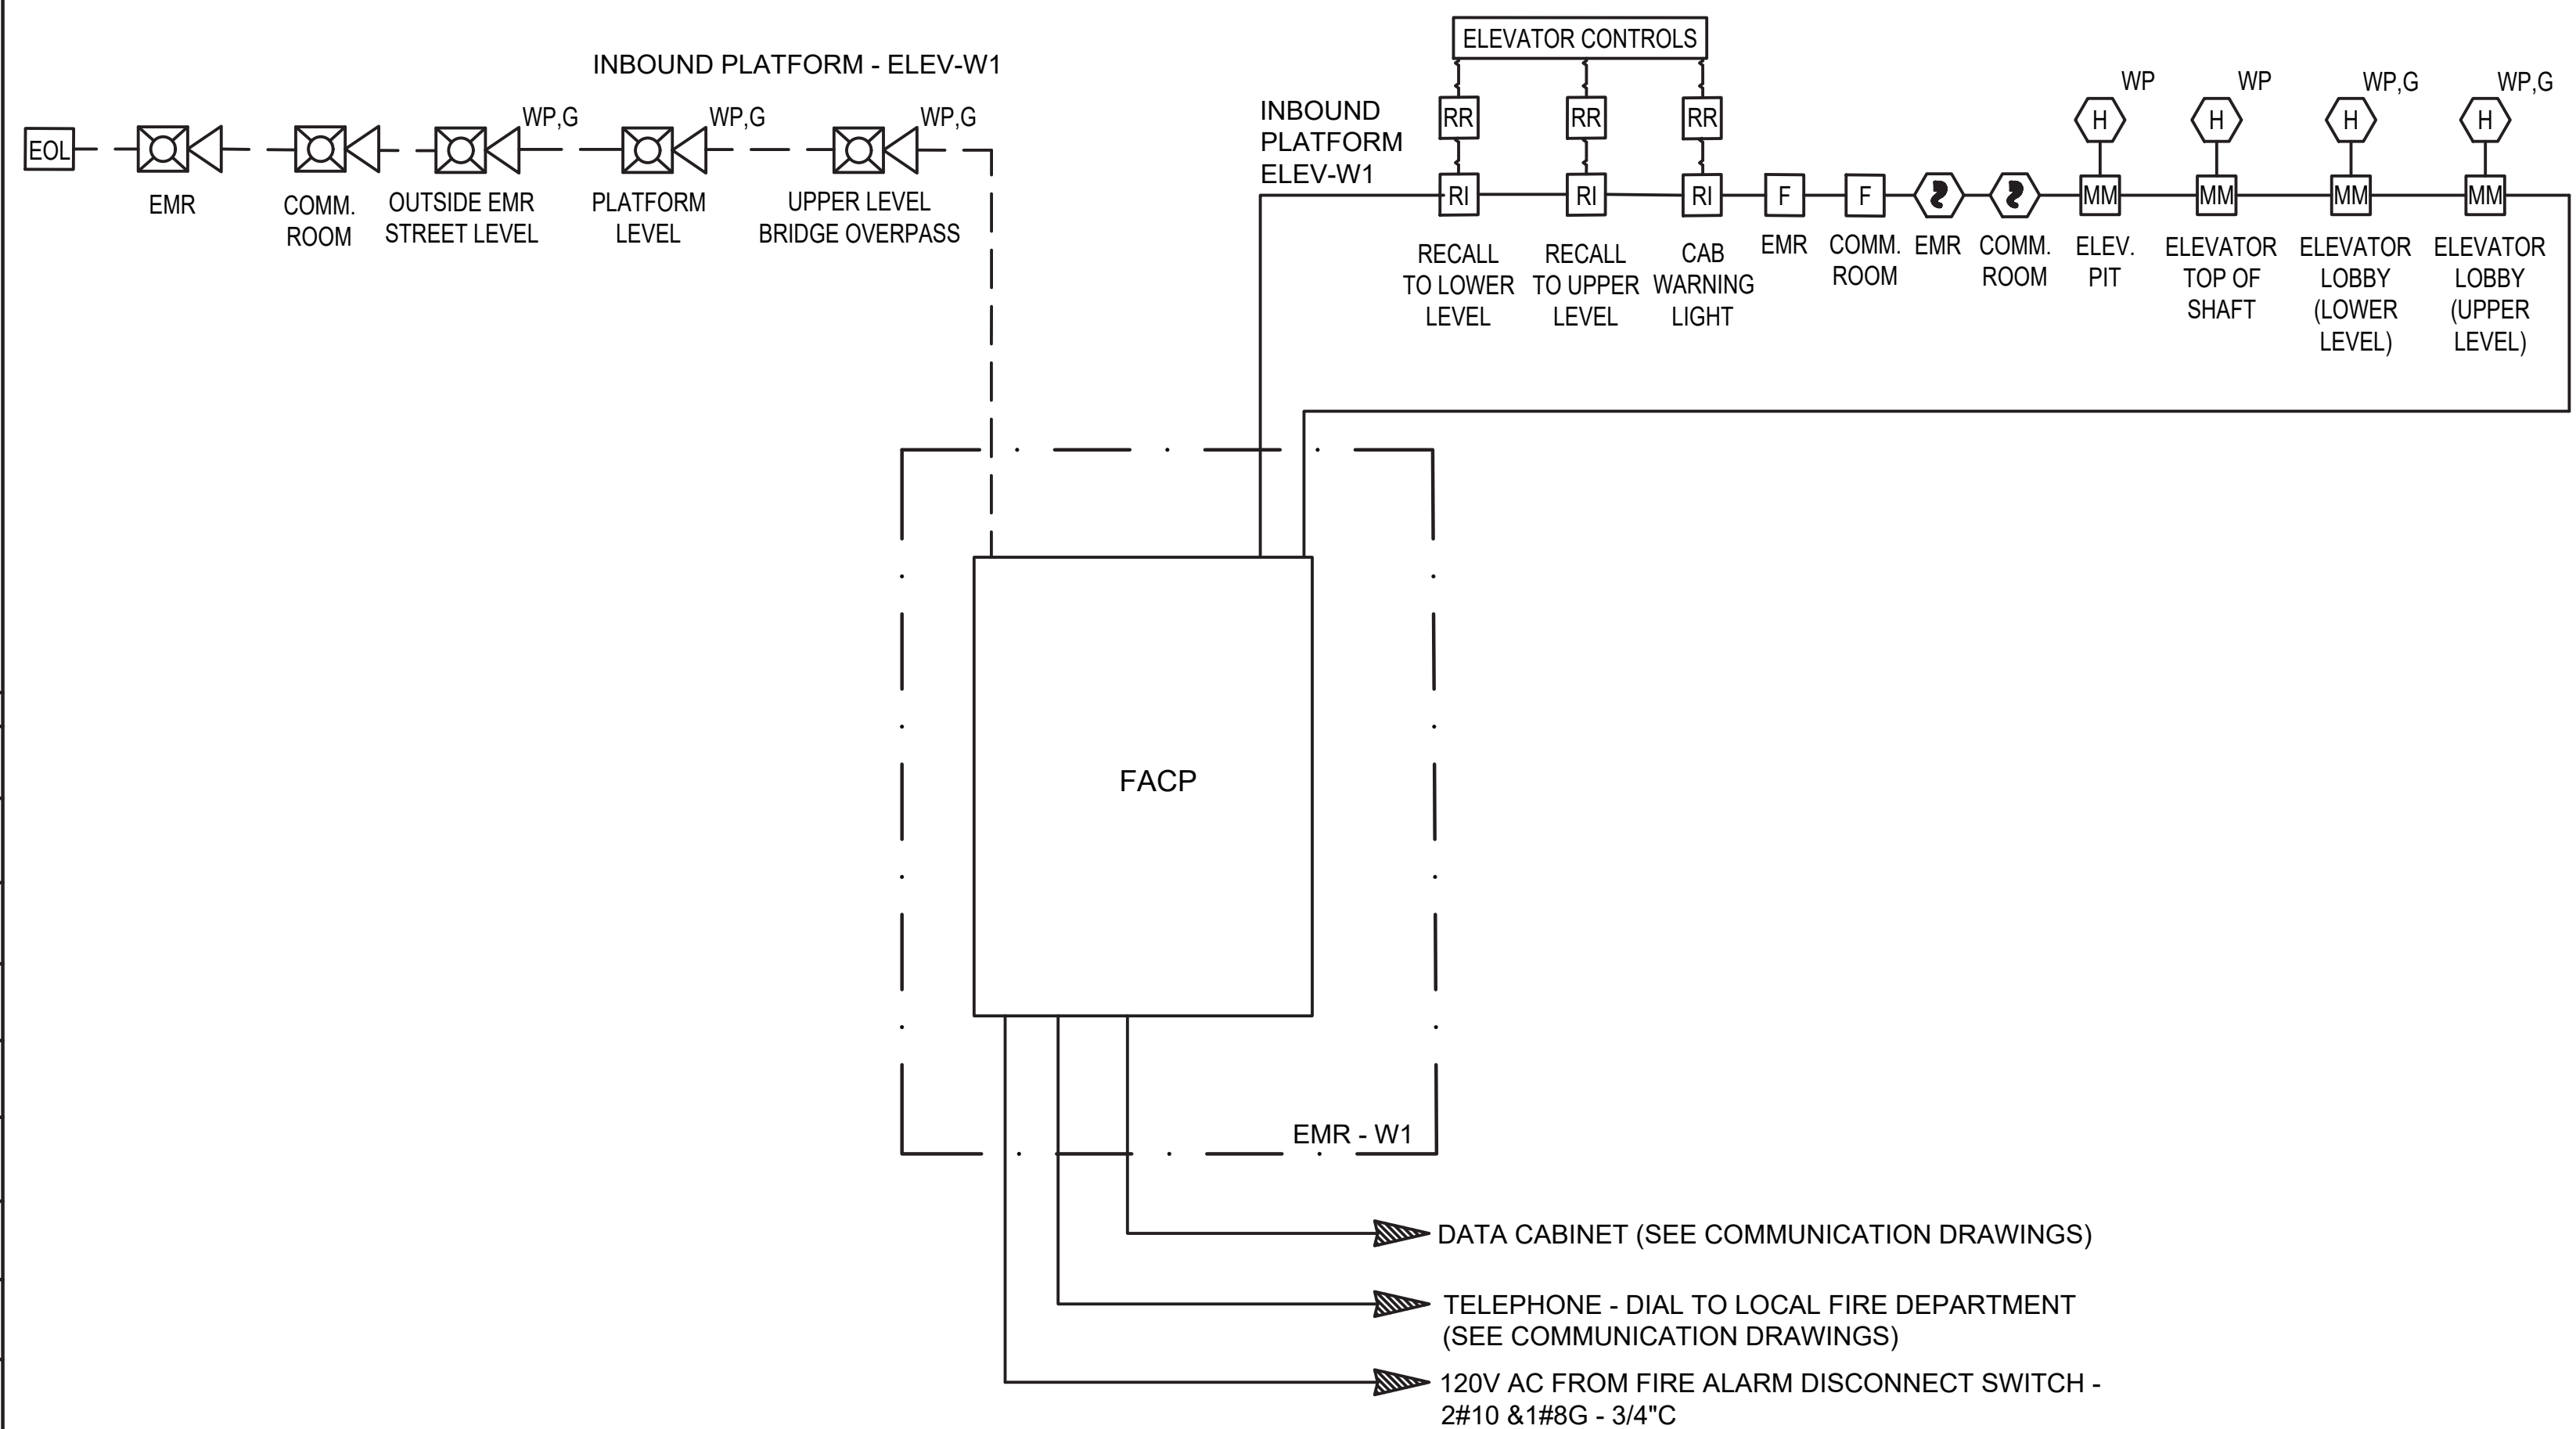 ELEVATOR CONTROLS
INBOUND PLATFORM - ELEV-W1
EOL
WP,G
WP,G
WP,G
EMR
COMM.
ROOM
OUTSIDE EMR
STREET LEVEL
PLATFORM
LEVEL
UPPER LEVEL
BRIDGE OVERPASS
INBOUND
PLATFORM
ELEV-W1
RR
RR
RR
WP
WP
WP,G
WP,G
H
H
H
H
RI
RI
RI
F
F
MM
MM
MM
MM
RECALL
TO LOWER
LEVEL
RECALL
TO UPPER
LEVEL
CAB
WARNING
LIGHT
EMR
COMM.
ROOM
EMR
COMM.
ROOM
ELEV.
PIT
ELEVATOR
TOP OF
SHAFT
ELEVATOR
LOBBY
(LOWER
LEVEL)
ELEVATOR
LOBBY
(UPPER
LEVEL)
FACP
EMR - W1
DATA CABINET (SEE COMMUNICATION DRAWINGS)
TELEPHONE - DIAL TO LOCAL FIRE DEPARTMENT
(SEE COMMUNICATION DRAWINGS)
120V AC FROM FIRE ALARM DISCONNECT SWITCH -
2#10 &1#8G - 3/4"C